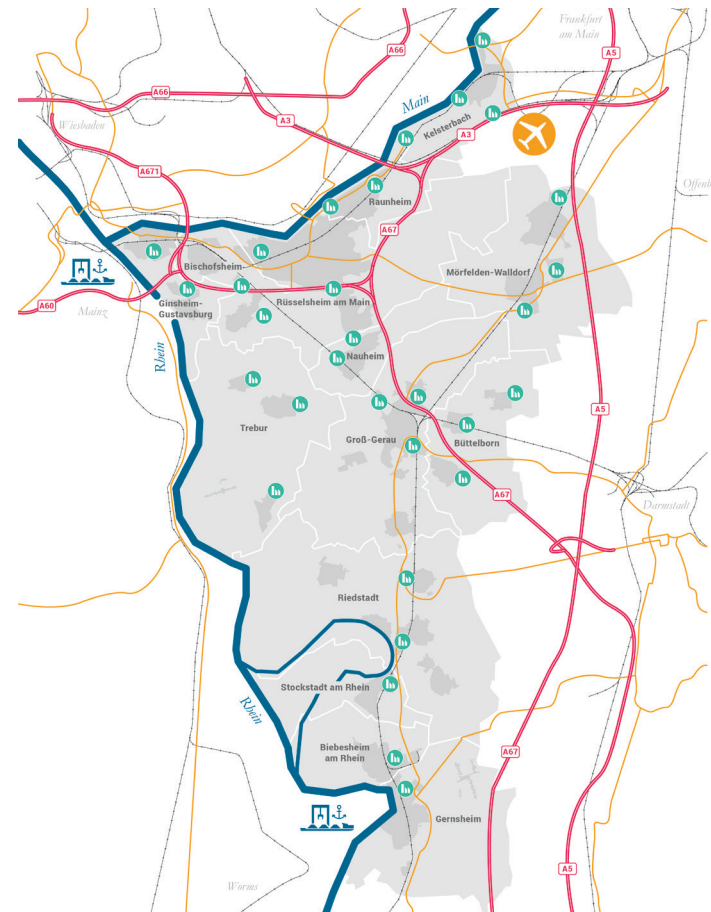 Frankfurt
am Main
A66
A5
A66
Main
A3
Kelsterbach
A3
Wiesbaden
A671
Raunheim
Offenb
A67
Bischofsheim
Mörfelden-Walldorf
A60
Ginsheim-
Gustavsburg
Rüsselsheim am Main
Mainz
Rhein
Nauheim
A5
Trebur
Groß-Gerau
Büttelborn
A67
Darmstadt
Riedstadt
Stockstadt am Rhein
Rhein
Biebesheim
am Rhein
A67
Gernsheim
A5
Worms